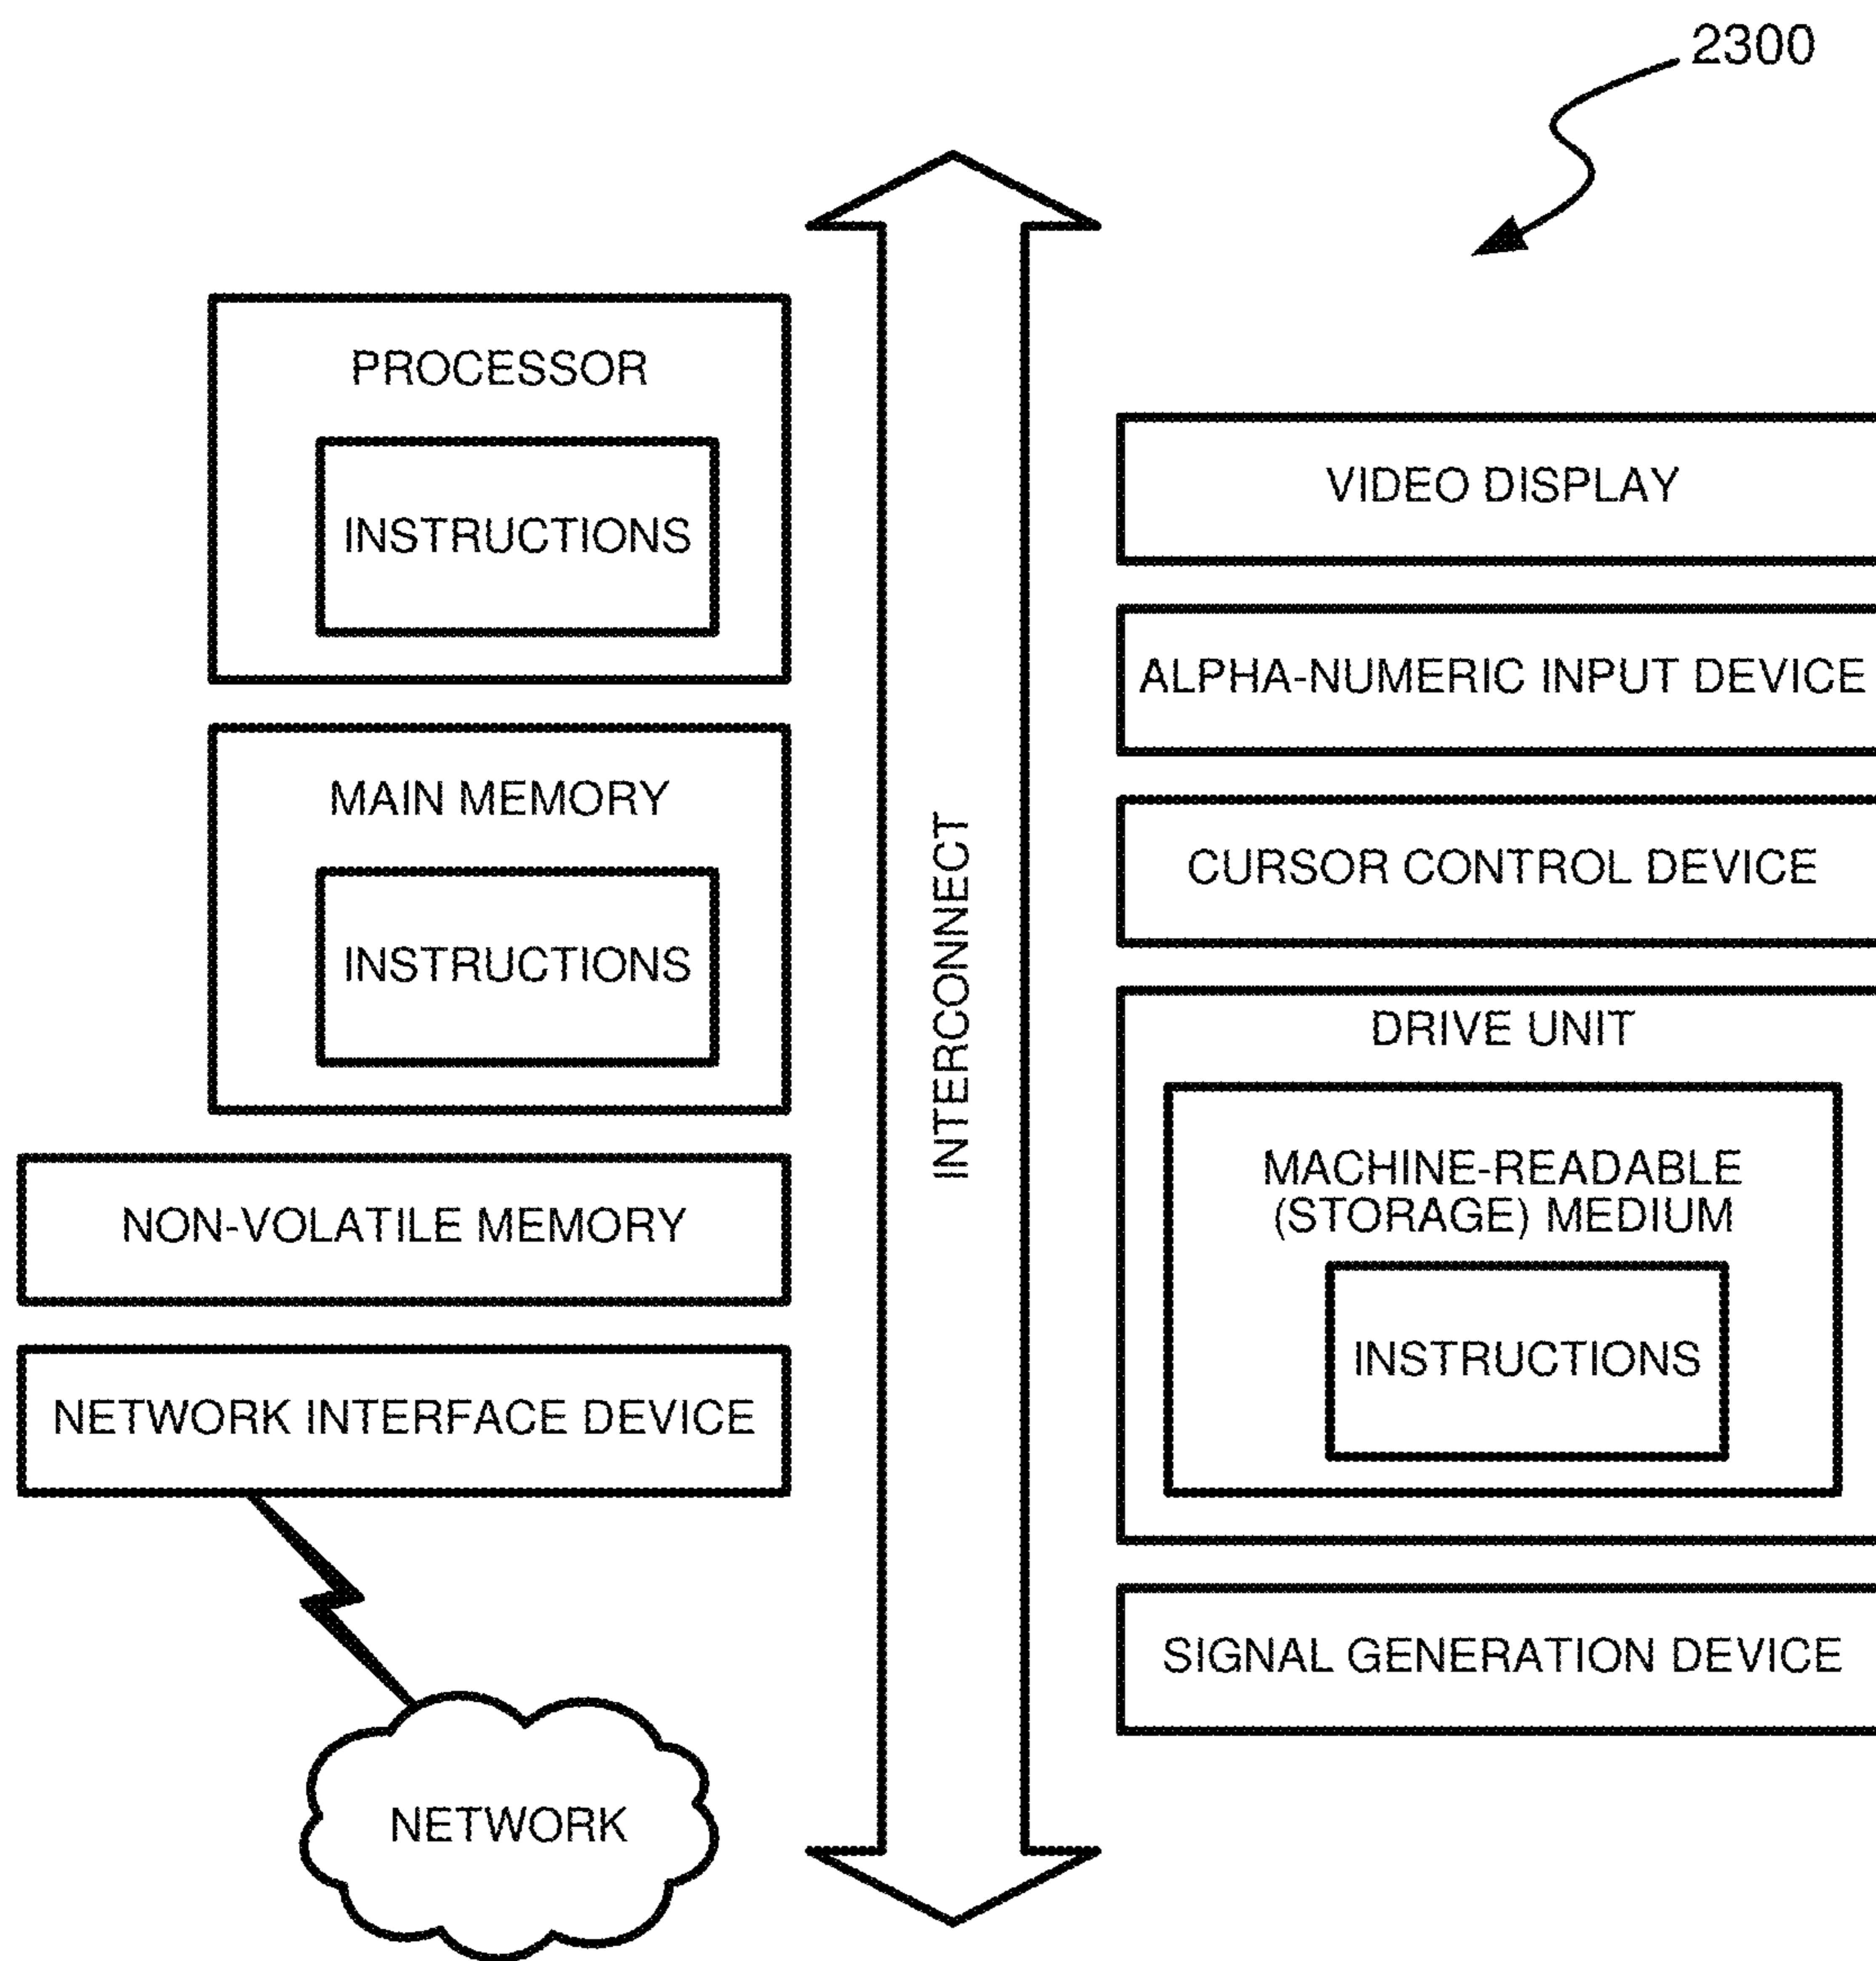 2300
PROCESSOR
INSTRUCTIONS
MAIN MEMORY
INSTRUCTIONS
NON-VOLATILE MEMORY
NETWORK INTERFACE DEVICE
NETWORK
INTERCONNECT
VIDEO DISPLAY
ALPHA-NUMERIC INPUT DEVICE
CURSOR CONTROL DEVICE
DRIVE UNIT
MACHINE-READABLE
(STORAGE) MEDIUM
INSTRUCTIONS
SIGNAL GENERATION DEVICE